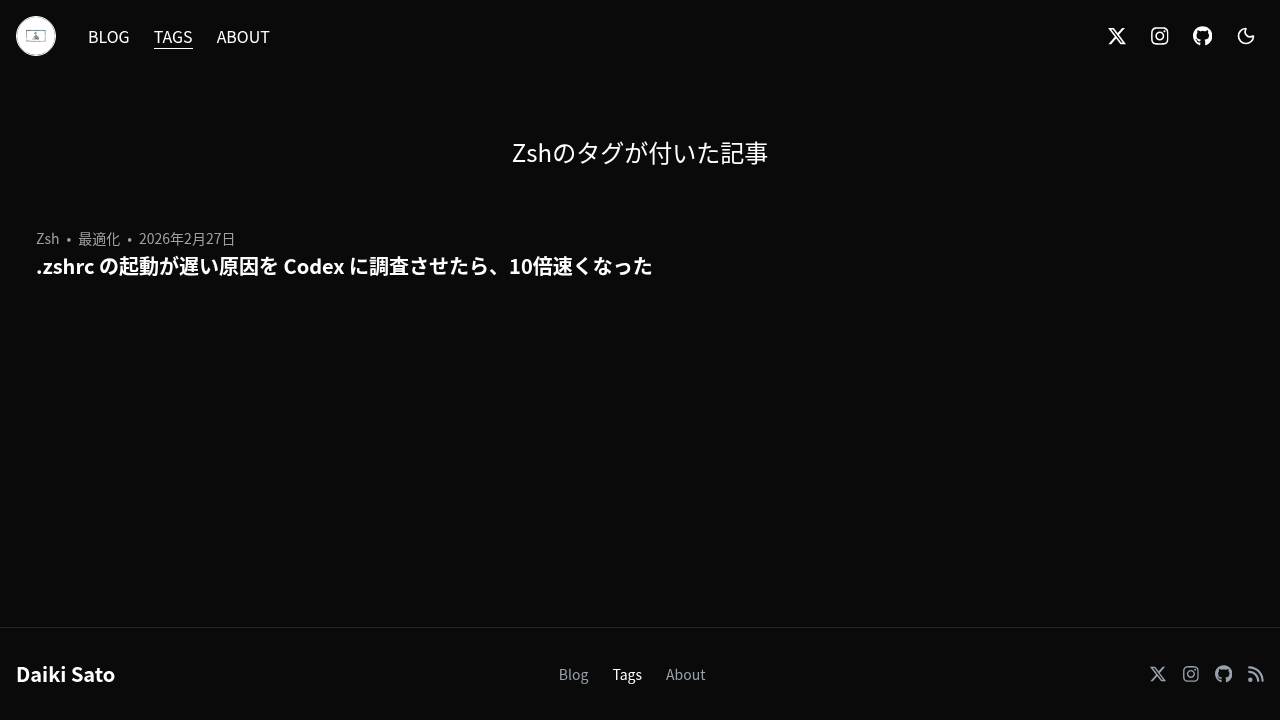 BLOG TAGS ABOUT
Zshのタグが付いた記事
Zsh • 最適化 • 2026年2月27日
.zshrc の起動が遅い原因を Codex に調査させたら、10倍速くなった
Daiki Sato Blog Tags About